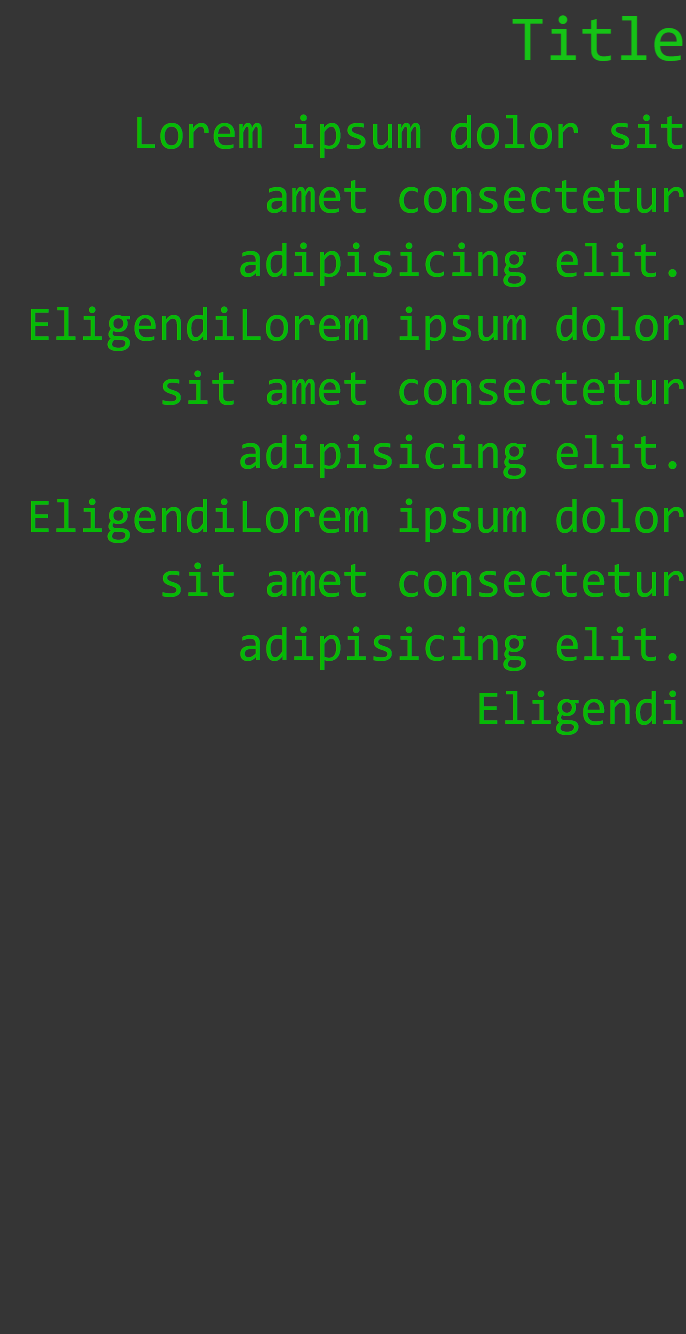 Title
Lorem ipsum dolor sit
amet consectetur
adipisicing elit.
EligendiLorem ipsum dolor
sit amet consectetur
adipisicing elit.
EligendiLorem ipsum dolor
sit amet consectetur
adipisicing elit.
Eligendi